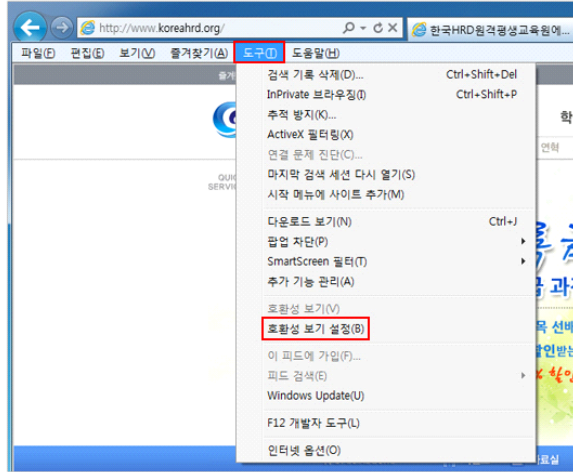 http://www.koreahrd.org/
한국HRD원격평생교육원에...
파일(F) 편집(E) 보기(V) 즐겨찾기(A) 도구(T) 도움말(H)
검색 기록 삭제(D)... Ctrl+Shift+Del
InPrivate 브라우징(I) Ctrl+Shift+P
추적 방지(K)...
ActiveX 필터링(X)
연결 문제 진단(C)...
마지막 검색 세션 다시 열기(S)
시작 메뉴에 사이트 추가(M)
다운로드 보기(N) Ctrl+J
팝업 차단(P)
SmartScreen 필터(T)
추가 기능 관리(A)
호환성 보기(V)
호환성 보기 설정(B)
이 피드에 가입(F)...
피드 검색(E)
Windows Update(U)
F12 개발자 도구(L)
인터넷 옵션(O)
즐겨
QUIC
SERVIC
학
연혁